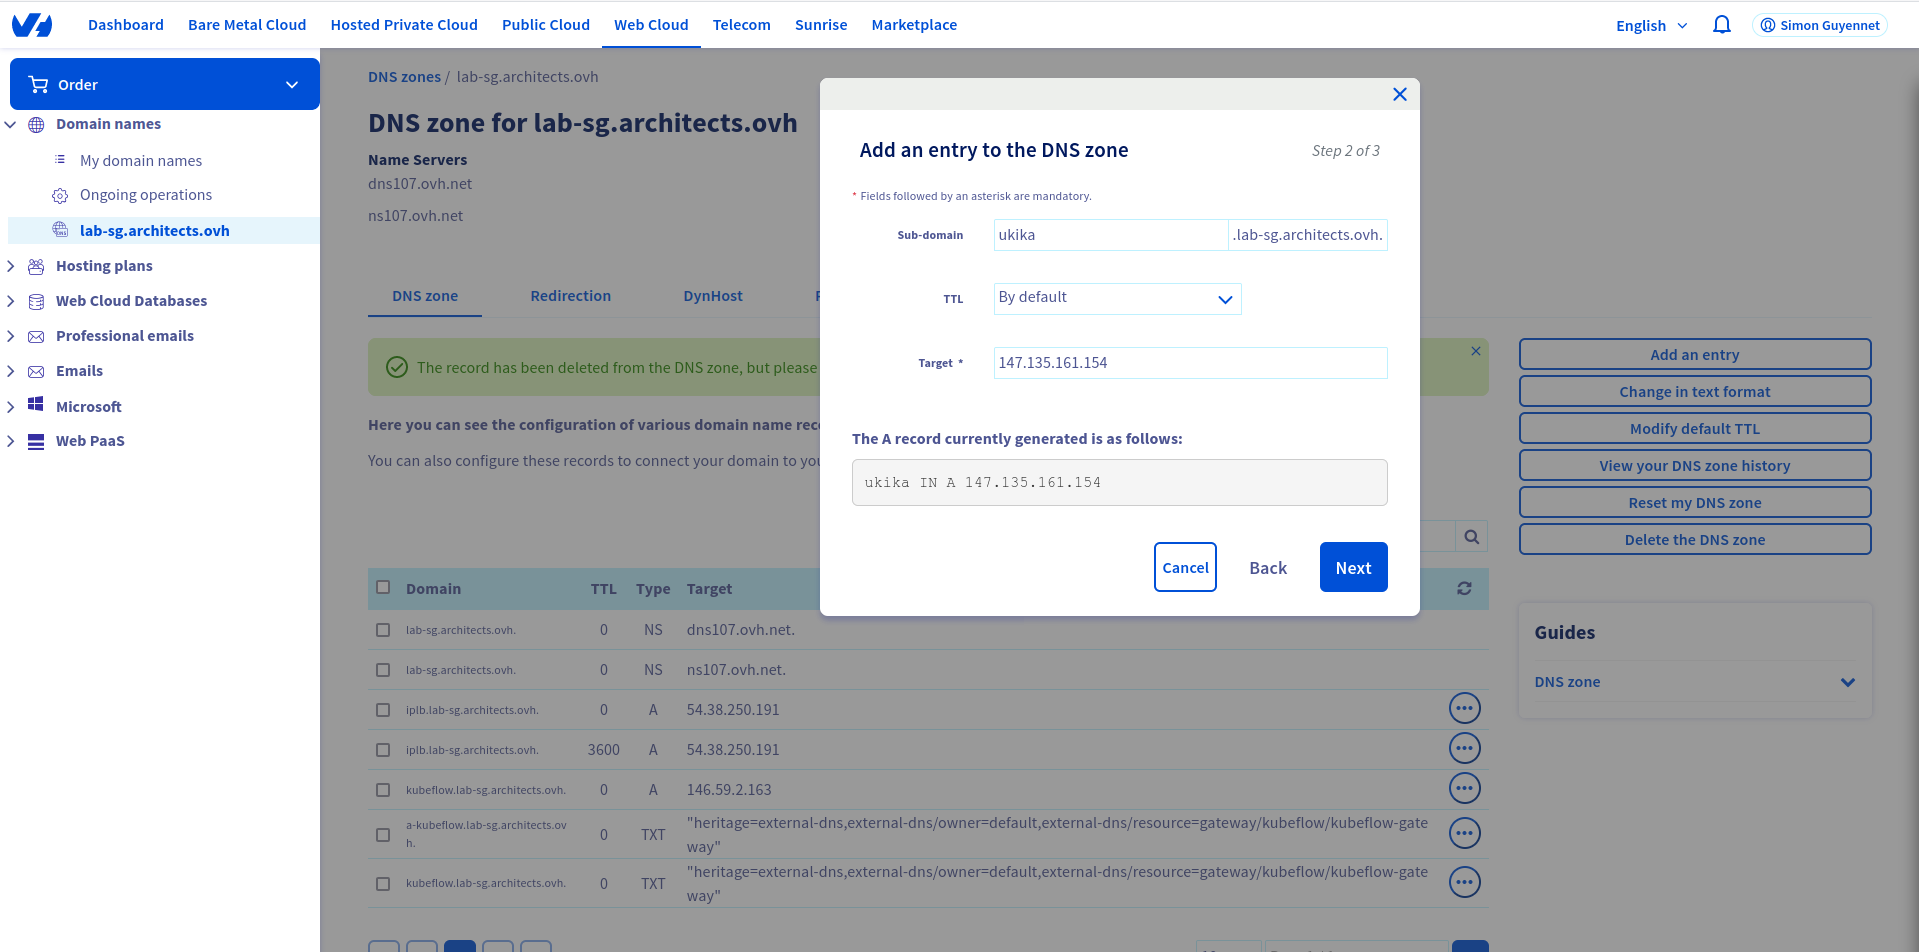 Dashboard Bare Metal Cloud Hosted Private Cloud Public Cloud Web Cloud Telecom Sunrise Marketplace English Simon Guyennet
Order
Domain names
My domain names
Ongoing operations
lab-sg.architects.ovh
Hosting plans
Web Cloud Databases
Professional emails
Emails
Microsoft
Web PaaS
DNS zones / lab-sg.architects.ovh
DNS zone for lab-sg.architects.ovh
Name Servers
dns107.ovh.net
ns107.ovh.net
DNS zone Redirection DynHost
The record has been deleted from the DNS zone, but please
Here you can see the configuration of various domain name
You can also configure these records to connect your domain to
Add an entry to the DNS zone Step 2 of 3
* Fields followed by an asterisk are mandatory.
Sub-domain ukika .lab-sg.architects.ovh.
TTL By default
Target * 147.135.161.154
The A record currently generated is as follows:
ukika IN A 147.135.161.154
Cancel Back Next
Add an entry
Change in text format
Modify default TTL
View your DNS zone history
Reset my DNS zone
Delete the DNS zone
Guides
DNS zone
Domain TTL Type Target
lab-sg.architects.ovh. 0 NS dns107.ovh.net.
lab-sg.architects.ovh. 0 NS ns107.ovh.net.
iplb.lab-sg.architects.ovh. 0 A 54.38.250.191
iplb.lab-sg.architects.ovh. 3600 A 54.38.250.191
kubeflow.lab-sg.architects.ovh. 0 A 146.59.2.163
a-kubeflow.lab-sg.architects.ov
h. 0 TXT "heritage=external-dns,external-dns/owner=default,external-dns/resource=gateway/kubeflow/kubeflow-gate
way"
kubeflow.lab-sg.architects.ovh. 0 TXT "heritage=external-dns,external-dns/owner=default,external-dns/resource=gateway/kubeflow/kubeflow-gate
way"